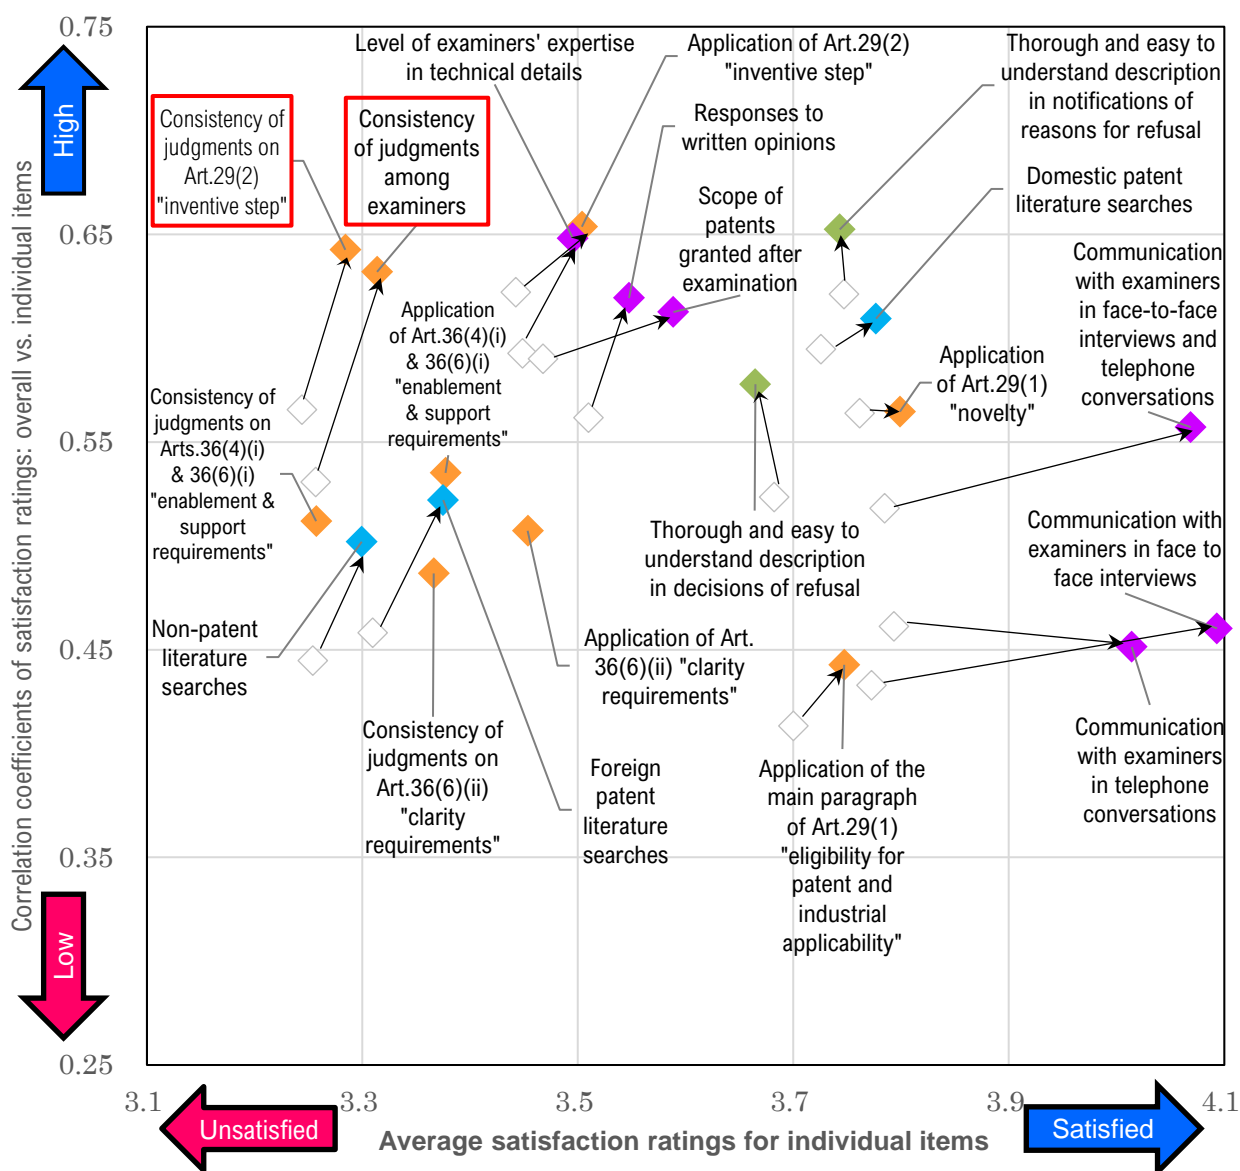 0.75
0.65
0.55
0.45
0.35
0.25
Correlation coefficients of satisfaction ratings: overall vs. individual items
High
Low
Level of examiners' expertise
in technical details
Application of Art.29(2)
"inventive step"
Thorough and easy to
understand description
in notifications of
reasons for refusal
Consistency of
judgments on
Art.29(2)
"inventive step"
Consistency
of judgments
among
examiners
Responses to
written opinions
Domestic patent
literature searches
Scope of
patents
granted after
examination
Communication
with examiners
in face-to-face
interviews and
telephone
conversations
Application
of Art.36(4)(i)
& 36(6)(i)
"enablement
& support
requirements"
Application
of Art.29(1)
"novelty"
Consistency of
judgments on
Arts.36(4)(i)
& 36(6)(i)
"enablement &
support
requirements"
Thorough and easy to
understand description
in decisions of refusal
Communication with
examiners in face to
face interviews
Non-patent
literature
searches
Application of Art.
36(6)(ii) "clarity
requirements"
Consistency of
judgments on
Art.36(6)(ii)
"clarity
requirements"
Foreign
patent
literature
searches
Application of the
main paragraph
of Art.29(1)
"eligibility for
patent and
industrial
applicability"
Communication
with examiners
in telephone
conversations
3.1
3.3
3.5
3.7
3.9
4.1
Unsatisfied
Average satisfaction ratings for individual items
Satisfied